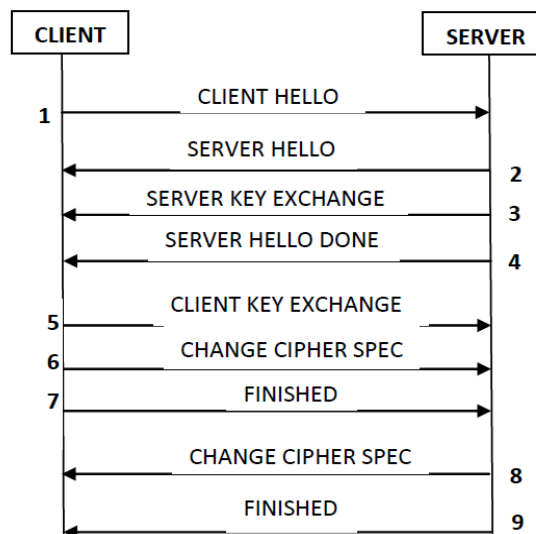 CLIENT
SERVER
CLIENT HELLO
1
SERVER HELLO
2
SERVER KEY EXCHANGE
3
SERVER HELLO DONE
4
CLIENT KEY EXCHANGE
5
CHANGE CIPHER SPEC
6
FINISHED
7
CHANGE CIPHER SPEC
8
FINISHED
9